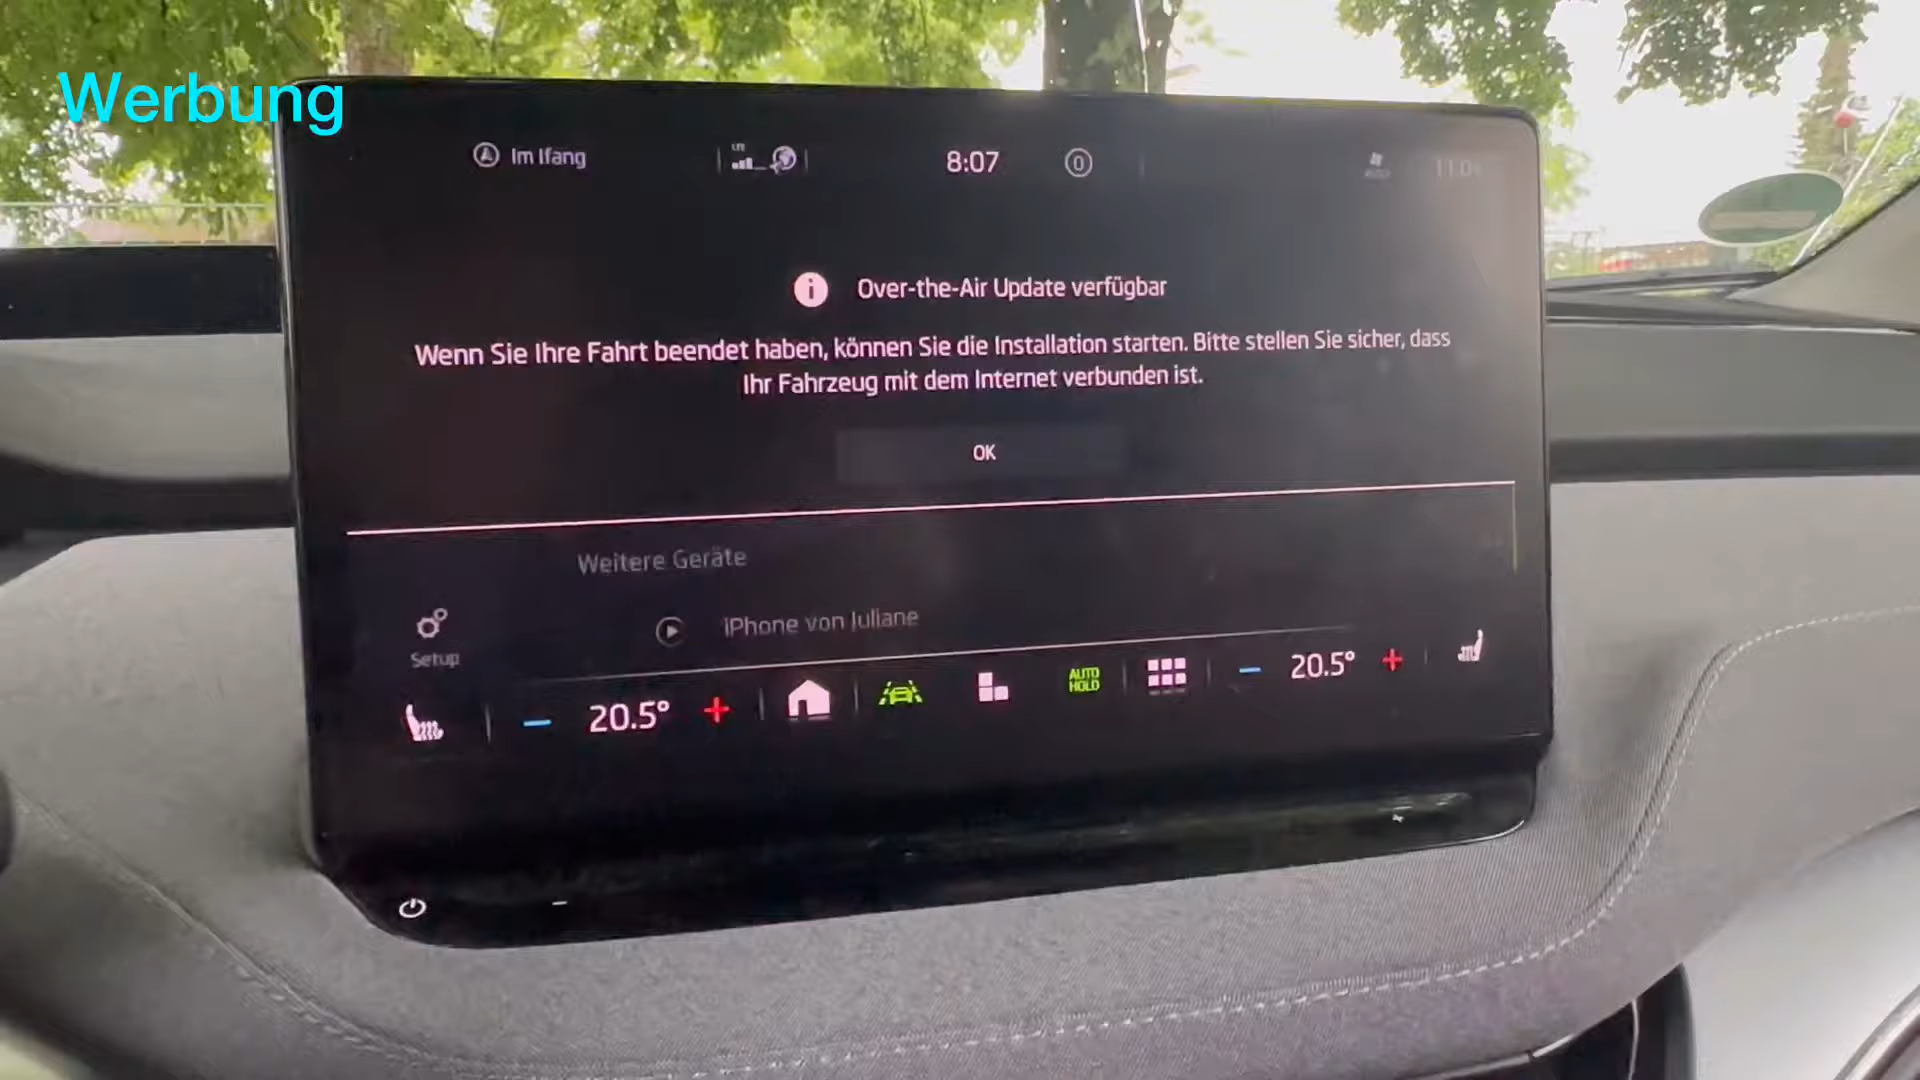 Werbung
Im Ifang
LTE
8:07
0
Over-the-Air Update verfügbar
Wenn Sie Ihre Fahrt beendet haben, können Sie die Installation starten. Bitte stellen Sie sicher, dass
Ihr Fahrzeug mit dem Internet verbunden ist.
OK
Weitere Geräte
iPhone von Juliane
Setup
20.5°
AUTO
HOLD
20.5°